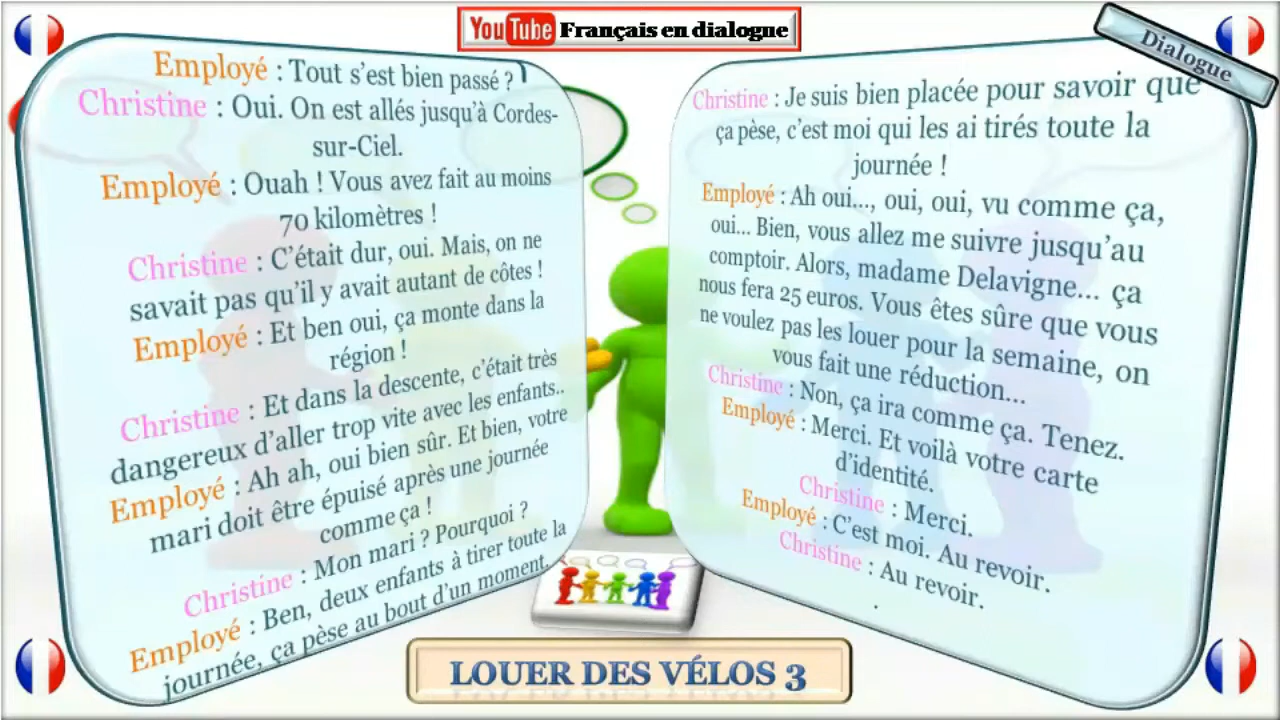 YouTube Français en dialogue
Dialogue
Employé : Tout s'est bien passé ?
Christine : Oui. On est allés jusqu'à Cordes-
sur-Ciel.
Employé : Ouah ! Vous avez fait au moins
70 kilomètres !
Christine : C'était dur, oui. Mais, on ne
savait pas qu'il y avait autant de côtes !
Employé : Et ben oui, ça monte dans la
région !
Christine : Et dans la descente, c'était très
dangereux d'aller trop vite avec les enfants..
Employé : Ah ah, oui bien sûr. Et bien, votre
mari doit être épuisé après une journée
comme ça !
Christine : Mon mari ? Pourquoi ?
Employé : Ben, deux enfants à tirer toute la
journée, ça pèse au bout d'un moment.
Christine : Je suis bien placée pour savoir que
ça pèse, c'est moi qui les ai tirés toute la
journée !
Employé : Ah oui..., oui, oui, vu comme ça,
oui... Bien, vous allez me suivre jusqu'au
comptoir. Alors, madame Delavigne... ça
nous fera 25 euros. Vous êtes sûre que vous
ne voulez pas les louer pour la semaine, on
vous fait une réduction...
Christine : Non, ça ira comme ça. Tenez.
Employé : Merci. Et voilà votre carte
d'identité.
Christine : Merci.
Employé : C'est moi. Au revoir.
Christine : Au revoir.
.
LOUER DES VÉLOS 3